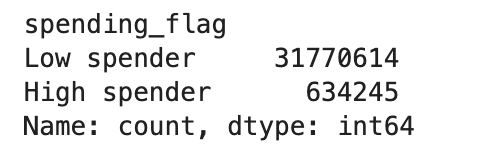 spending_flag
Low spender     31770614
High spender      634245
Name: count, dtype: int64